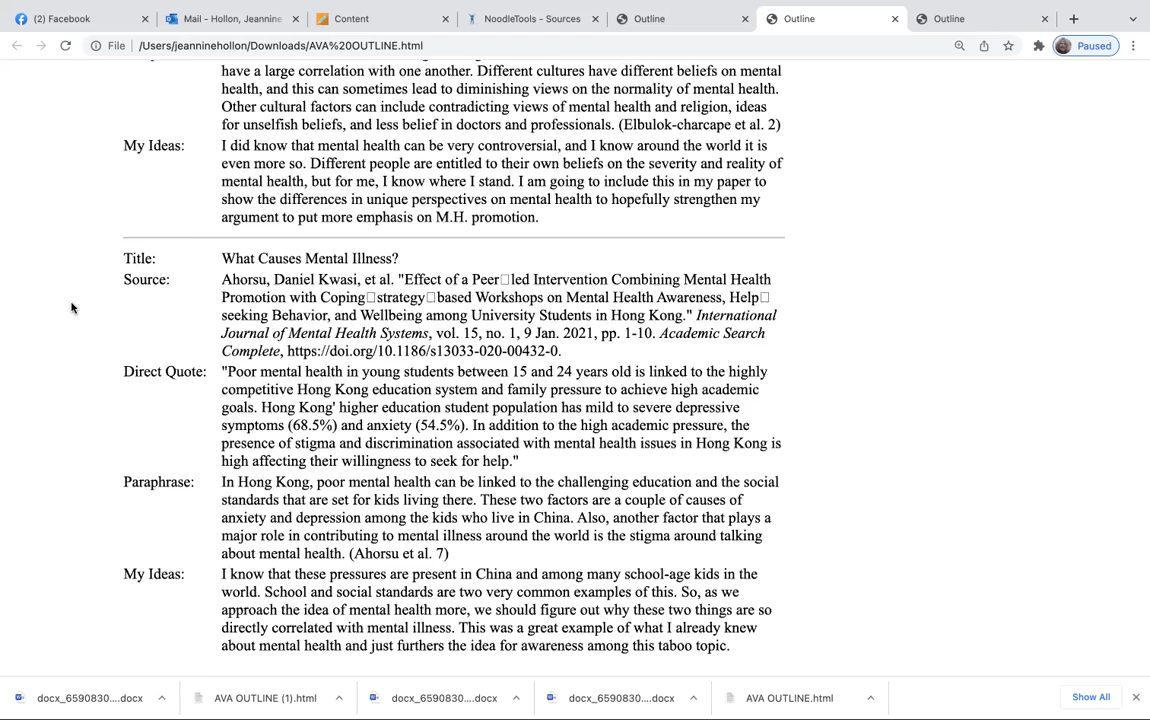 (2) Facebook
Mail - Hollon, Jeannine
Content
NoodleTools - Sources
Outline
Outline
Outline
File
/Users/jeanninehollon/Downloads/AVA%20OUTLINE.html
Paused
have a large correlation with one another. Different cultures have different beliefs on mental
health, and this can sometimes lead to diminishing views on the normality of mental health.
Other cultural factors can include contradicting views of mental health and religion, ideas
for unselfish beliefs, and less belief in doctors and professionals. (Elbulok-charcape et al. 2)
My Ideas: I did know that mental health can be very controversial, and I know around the world it is
even more so. Different people are entitled to their own beliefs on the severity and reality of
mental health, but for me, I know where I stand. I am going to include this in my paper to
show the differences in unique perspectives on mental health to hopefully strengthen my
argument to put more emphasis on M.H. promotion.
Title: What Causes Mental Illness?
Source: Ahorsu, Daniel Kwasi, et al. "Effect of a Peer□led Intervention Combining Mental Health
Promotion with Coping□strategy□based Workshops on Mental Health Awareness, Help□
seeking Behavior, and Wellbeing among University Students in Hong Kong." International
Journal of Mental Health Systems, vol. 15, no. 1, 9 Jan. 2021, pp. 1-10. Academic Search
Complete, https://doi.org/10.1186/s13033-020-00432-0.
Direct Quote: "Poor mental health in young students between 15 and 24 years old is linked to the highly
competitive Hong Kong education system and family pressure to achieve high academic
goals. Hong Kong' higher education student population has mild to severe depressive
symptoms (68.5%) and anxiety (54.5%). In addition to the high academic pressure, the
presence of stigma and discrimination associated with mental health issues in Hong Kong is
high affecting their willingness to seek for help."
Paraphrase: In Hong Kong, poor mental health can be linked to the challenging education and the social
standards that are set for kids living there. These two factors are a couple of causes of
anxiety and depression among the kids who live in China. Also, another factor that plays a
major role in contributing to mental illness around the world is the stigma around talking
about mental health. (Ahorsu et al. 7)
My Ideas: I know that these pressures are present in China and among many school-age kids in the
world. School and social standards are two very common examples of this. So, as we
approach the idea of mental health more, we should figure out why these two things are so
directly correlated with mental illness. This was a great example of what I already knew
about mental health and just furthers the idea for awareness among this taboo topic.
docx_6590830....docx
AVA OUTLINE (1).html
docx_6590830....docx
docx_6590830....docx
AVA OUTLINE.html
Show All